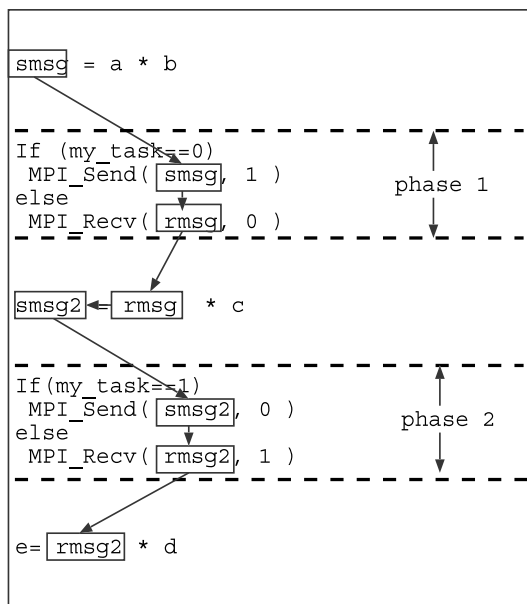 smsg = a * b
If (my_task==0)
MPI_Send( smsg, 1 )
else
MPI_Recv( rmsg, 0 )
phase 1
smsg2 = rmsg * c
If(my_task==1)
MPI_Send( smsg2, 0 )
else
MPI_Recv( rmsg2, 1 )
phase 2
e= rmsg2 * d